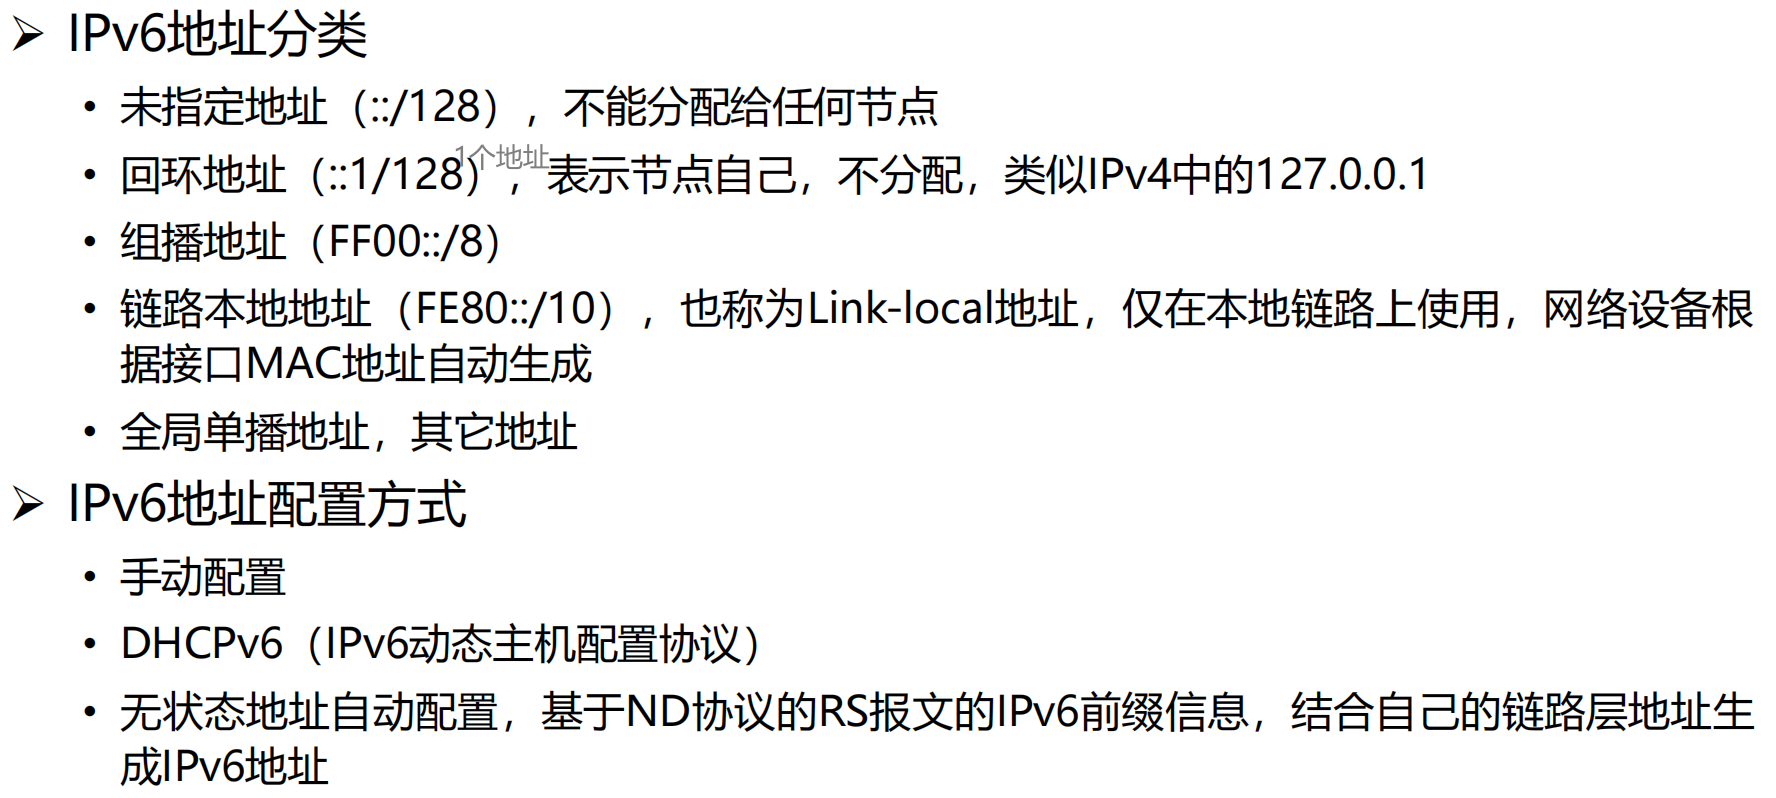 ➢ IPv6地址分类
• 未指定地址（::/128），不能分配给任何节点
1个地址
• 回环地址（::1/128），表示节点自己，不分配，类似IPv4中的127.0.0.1
• 组播地址（FF00::/8）
• 链路本地地址（FE80::/10），也称为Link-local地址，仅在本地链路上使用，网络设备根
据接口MAC地址自动生成
• 全局单播地址，其它地址
➢ IPv6地址配置方式
• 手动配置
• DHCPv6（IPv6动态主机配置协议）
• 无状态地址自动配置，基于ND协议的RS报文的IPv6前缀信息，结合自己的链路层地址生
成IPv6地址